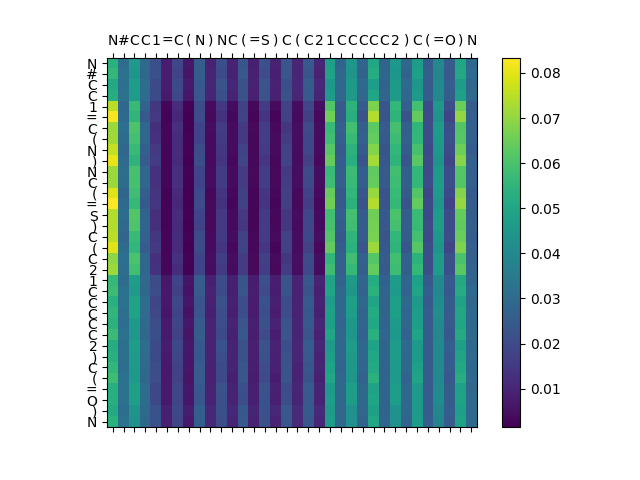 N#CC1=C(N)NC(=S)C(C21CCCCC2)C(=O)N
N
#
C
C
1
=
C
(
N
)
N
C
(
=
S
)
C
(
C
2
1
C
C
C
C
C
2
)
C
(
=
O
)
N
0.08
0.07
0.06
0.05
0.04
0.03
0.02
0.01